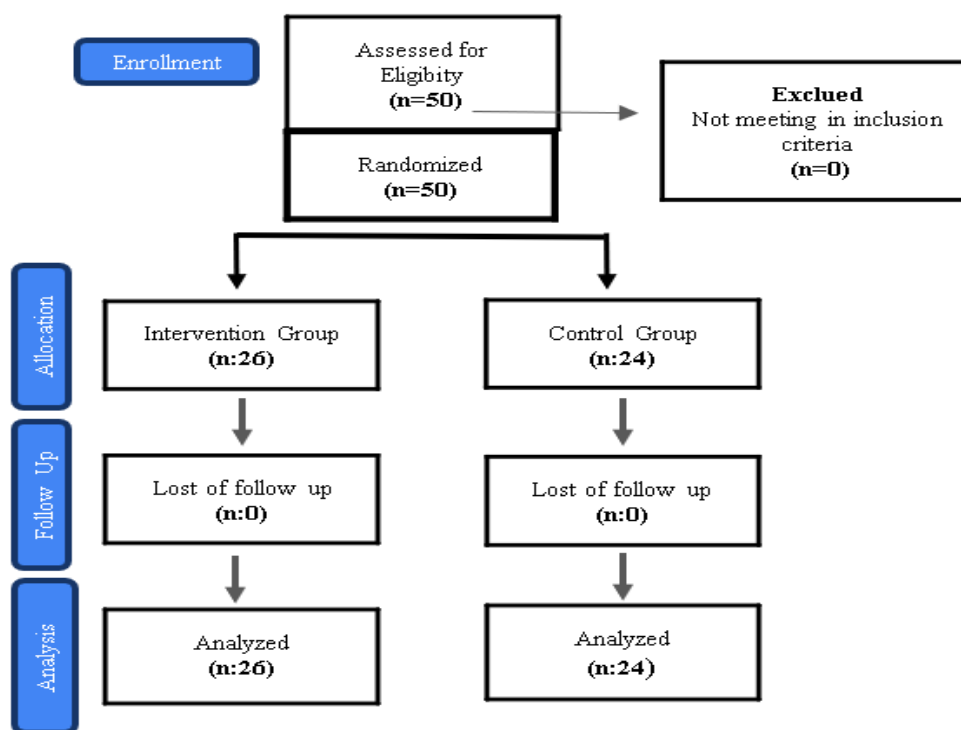 Enrollment
Assessed for
Eligibity
(n=50)
Exclued
Not meeting in inclusion
criteria
(n=0)
Randomized
(n=50)
Allocation
Intervention Group
(n:26)
Control Group
(n:24)
Follow Up
Lost of follow up
(n:0)
Lost of follow up
(n:0)
Analysis
Analyzed
(n:26)
Analyzed
(n:24)